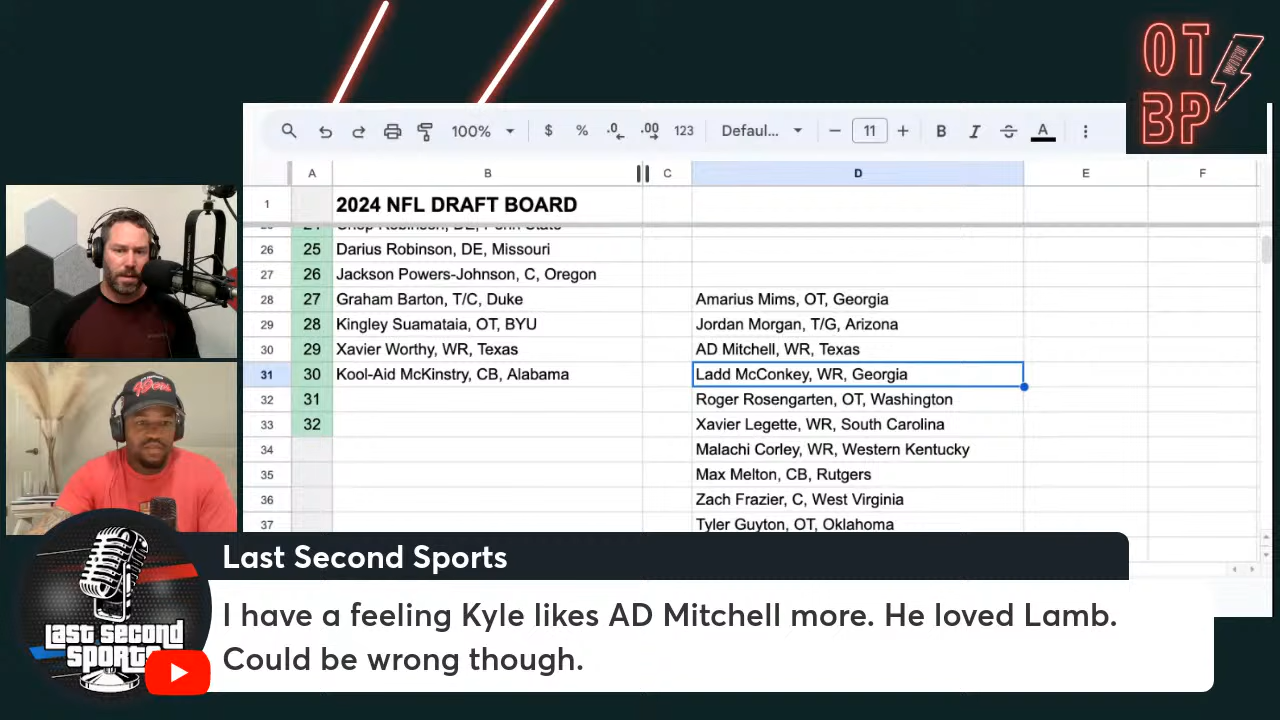 OT WITH
BP
100% $ % .0 .00 123 Defaul... − 11 + B I S A
A B C D E F
1 2024 NFL DRAFT BOARD
26 25 Darius Robinson, DE, Missouri
27 26 Jackson Powers-Johnson, C, Oregon
28 27 Graham Barton, T/C, Duke Amarius Mims, OT, Georgia
29 28 Kingley Suamataia, OT, BYU Jordan Morgan, T/G, Arizona
30 29 Xavier Worthy, WR, Texas AD Mitchell, WR, Texas
31 30 Kool-Aid McKinstry, CB, Alabama Ladd McConkey, WR, Georgia
32 31 Roger Rosengarten, OT, Washington
33 32 Xavier Legette, WR, South Carolina
34 Malachi Corley, WR, Western Kentucky
35 Max Melton, CB, Rutgers
36 Zach Frazier, C, West Virginia
37 Tyler Guyton, OT, Oklahoma
49ers
LAST SECOND
SPORTS
Last Second Sports
I have a feeling Kyle likes AD Mitchell more. He loved Lamb.
Could be wrong though.